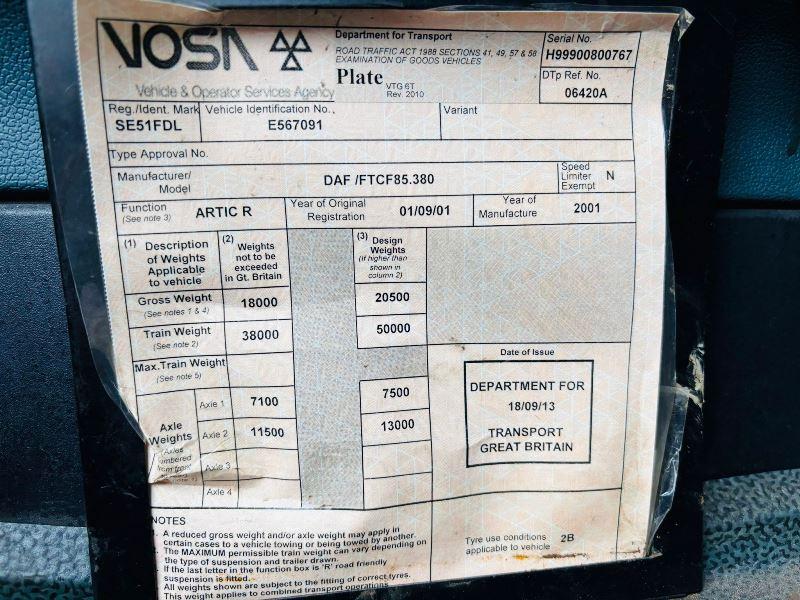 VOSA
Vehicle & Operator Services Agency
Department for Transport
ROAD TRAFFIC ACT 1988 SECTIONS 41, 49, 57 & 58
EXAMINATION OF GOODS VEHICLES
Plate VTG 6T
Rev. 2010
Serial No.
H99900800767
DTp Ref. No.
06420A
Reg./Ident. Mark
SE51FDL
Vehicle Identification No.
E567091
Variant
Type Approval No.
Manufacturer/
Model
DAF /FTCF85.380
Speed
Limiter
Exempt
N
Function
(See note 3)
ARTIC R
Year of Original
Registration
01/09/01
Year of
Manufacture
2001
(1) Description
of Weights
Applicable
to vehicle
(2) Weights
not to be
exceeded
in Gt. Britain
(3) Design
Weights
(if higher than
shown in
column 2)
Gross Weight
(See notes 1 & 4)
18000
20500
Train Weight
(See note 2)
38000
50000
Max.Train Weight
(See note 5)
Axle
Weights
(Axles
numbered
from front
Axle 1
7100
7500
Axle 2
11500
13000
Axle 3
Axle 4
Date of Issue
DEPARTMENT FOR
18/09/13
TRANSPORT
GREAT BRITAIN
NOTES
A reduced gross weight and/or axle weight may apply in
certain cases to a vehicle towing or being towed by another.
The MAXIMUM permissible train weight can vary depending on
the type of suspension and trailer drawn.
If the last letter in the function box is 'R' road friendly
suspension is fitted.
All weights shown are subject to the fitting of correct tyres.
This weight applies to combined transport operations
Tyre use conditions
applicable to vehicle
2B